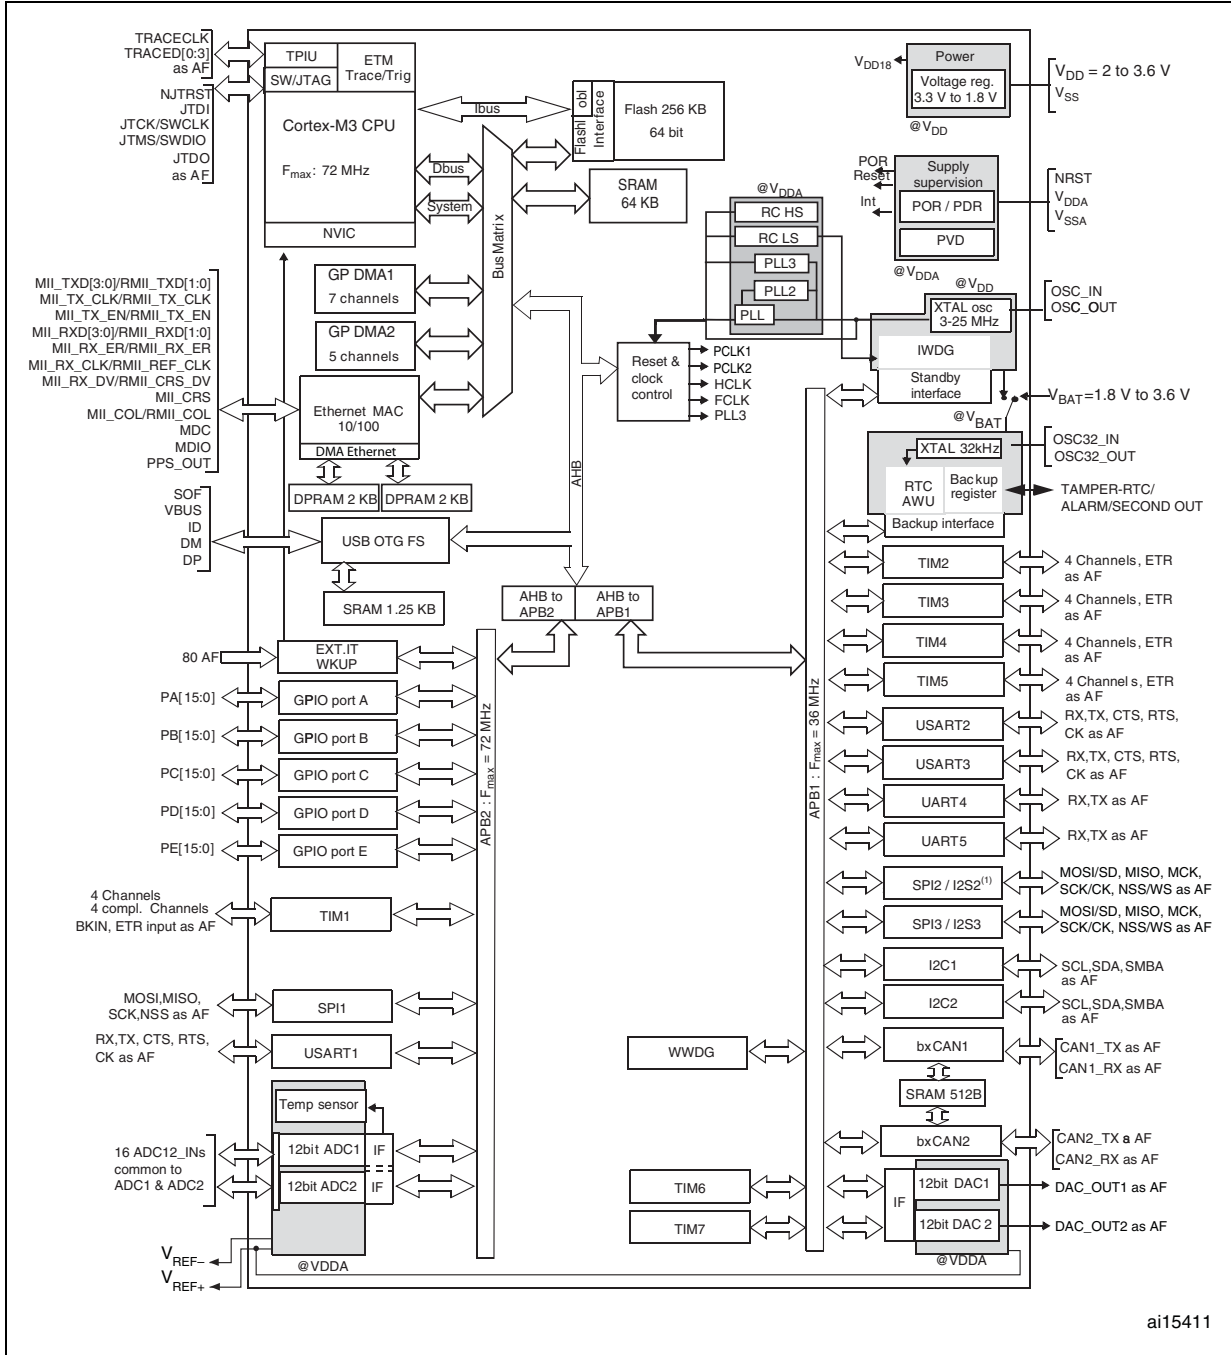 TRACECLK
TRACED[0:3]
as AF
NJTRST
JTDI
JTCK/SWCLK
JTMS/SWDIO
JTDO
as AF
TPIU
ETM
Trace/Trig
SW/JTAG
Cortex-M3 CPU
Fmax: 72 MHz
NVIC
Ibus
Dbus
System
Bus Matrix
Flashl
obl
Interface
Flash 256 KB
64 bit
SRAM
64 KB
VDD18
Power
Voltage reg.
3.3 V to 1.8 V
@VDD
VDD = 2 to 3.6 V
VSS
POR
Reset
Int
Supply
supervision
POR / PDR
PVD
@VDDA
NRST
VDDA
VSSA
@VDDA
RC HS
RC LS
PLL3
PLL2
PLL
@VDD
XTAL osc
3-25 MHz
IWDG
Standby
interface
OSC_IN
OSC_OUT
VBAT=1.8 V to 3.6 V
@VBAT
GP DMA1
7 channels
GP DMA2
5 channels
Reset &
clock
control
PCLK1
PCLK2
HCLK
FCLK
PLL3
MII_TXD[3:0]/RMII_TXD[1:0]
MII_TX_CLK/RMII_TX_CLK
MII_TX_EN/RMII_TX_EN
MII_RXD[3:0]/RMII_RXD[1:0]
MII_RX_ER/RMII_RX_ER
MII_RX_CLK/RMII_REF_CLK
MII_RX_DV/RMII_CRS_DV
MII_CRS
MII_COL/RMII_COL
MDC
MDIO
PPS_OUT
Ethernet MAC
10/100
DMA Ethernet
DPRAM 2 KB
DPRAM 2 KB
AHB
XTAL 32kHz
RTC
AWU
Backup
register
Backup interface
OSC32_IN
OSC32_OUT
TAMPER-RTC/
ALARM/SECOND OUT
SOF
VBUS
ID
DM
DP
USB OTG FS
SRAM 1.25 KB
AHB to
APB2
AHB to
APB1
80 AF
EXT.IT
WKUP
PA[15:0]
GPIO port A
PB[15:0]
GPIO port B
PC[15:0]
GPIO port C
PD[15:0]
GPIO port D
PE[15:0]
GPIO port E
4 Channels
4 compl. Channels
BKIN, ETR input as AF
TIM1
MOSI,MISO,
SCK,NSS as AF
SPI1
RX,TX, CTS, RTS,
CK as AF
USART1
Temp sensor
16 ADC12_INs
common to
ADC1 & ADC2
12bit ADC1
IF
12bit ADC2
IF
VREF–
VREF+
@VDDA
APB2 : Fmax = 72 MHz
APB1 : Fmax = 36 MHz
WWDG
TIM6
TIM7
TIM2
4 Channels, ETR
as AF
TIM3
4 Channels, ETR
as AF
TIM4
4 Channels, ETR
as AF
TIM5
4 Channels, ETR
as AF
USART2
RX,TX, CTS, RTS,
CK as AF
USART3
RX,TX, CTS, RTS,
CK as AF
UART4
RX,TX as AF
UART5
RX,TX as AF
SPI2 / I2S2(1)
MOSI/SD, MISO, MCK,
SCK/CK, NSS/WS as AF
SPI3 / I2S3
MOSI/SD, MISO, MCK,
SCK/CK, NSS/WS as AF
I2C1
SCL,SDA,SMBA
as AF
I2C2
SCL,SDA,SMBA
as AF
bxCAN1
CAN1_TX as AF
CAN1_RX as AF
SRAM 512B
bxCAN2
CAN2_TX a AF
CAN2_RX as AF
IF
12bit DAC1
DAC_OUT1 as AF
12bit DAC 2
DAC_OUT2 as AF
@VDDA
ai15411